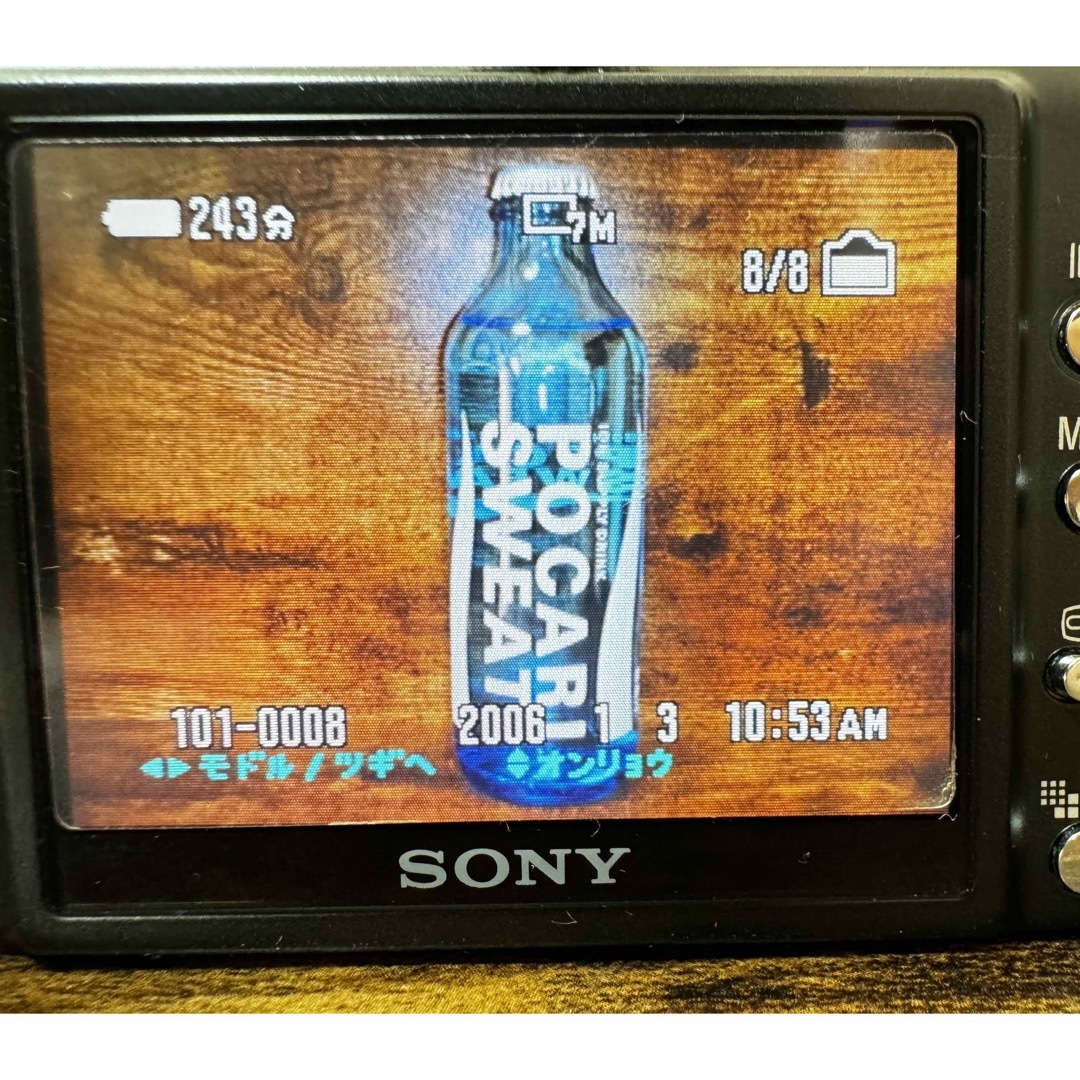 243分
7M
8/8
POCARI
SWEAT
101-0008 2006 1 3 10:53AM
◀▶モドル/ツギヘ ◆オンリョウ
SONY
M